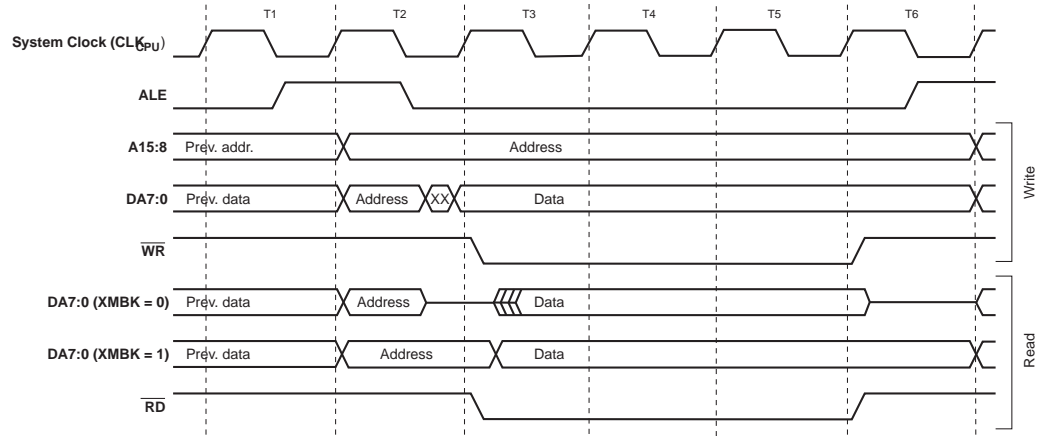 T1 T2 T3 T4 T5 T6
System Clock (CLKCPU)
ALE
A15:8 Prev. addr. Address
DA7:0 Prev. data Address XX Data
WR
Write
DA7:0 (XMBK = 0) Prev. data Address Data
DA7:0 (XMBK = 1) Prev. data Address Data
RD
Read